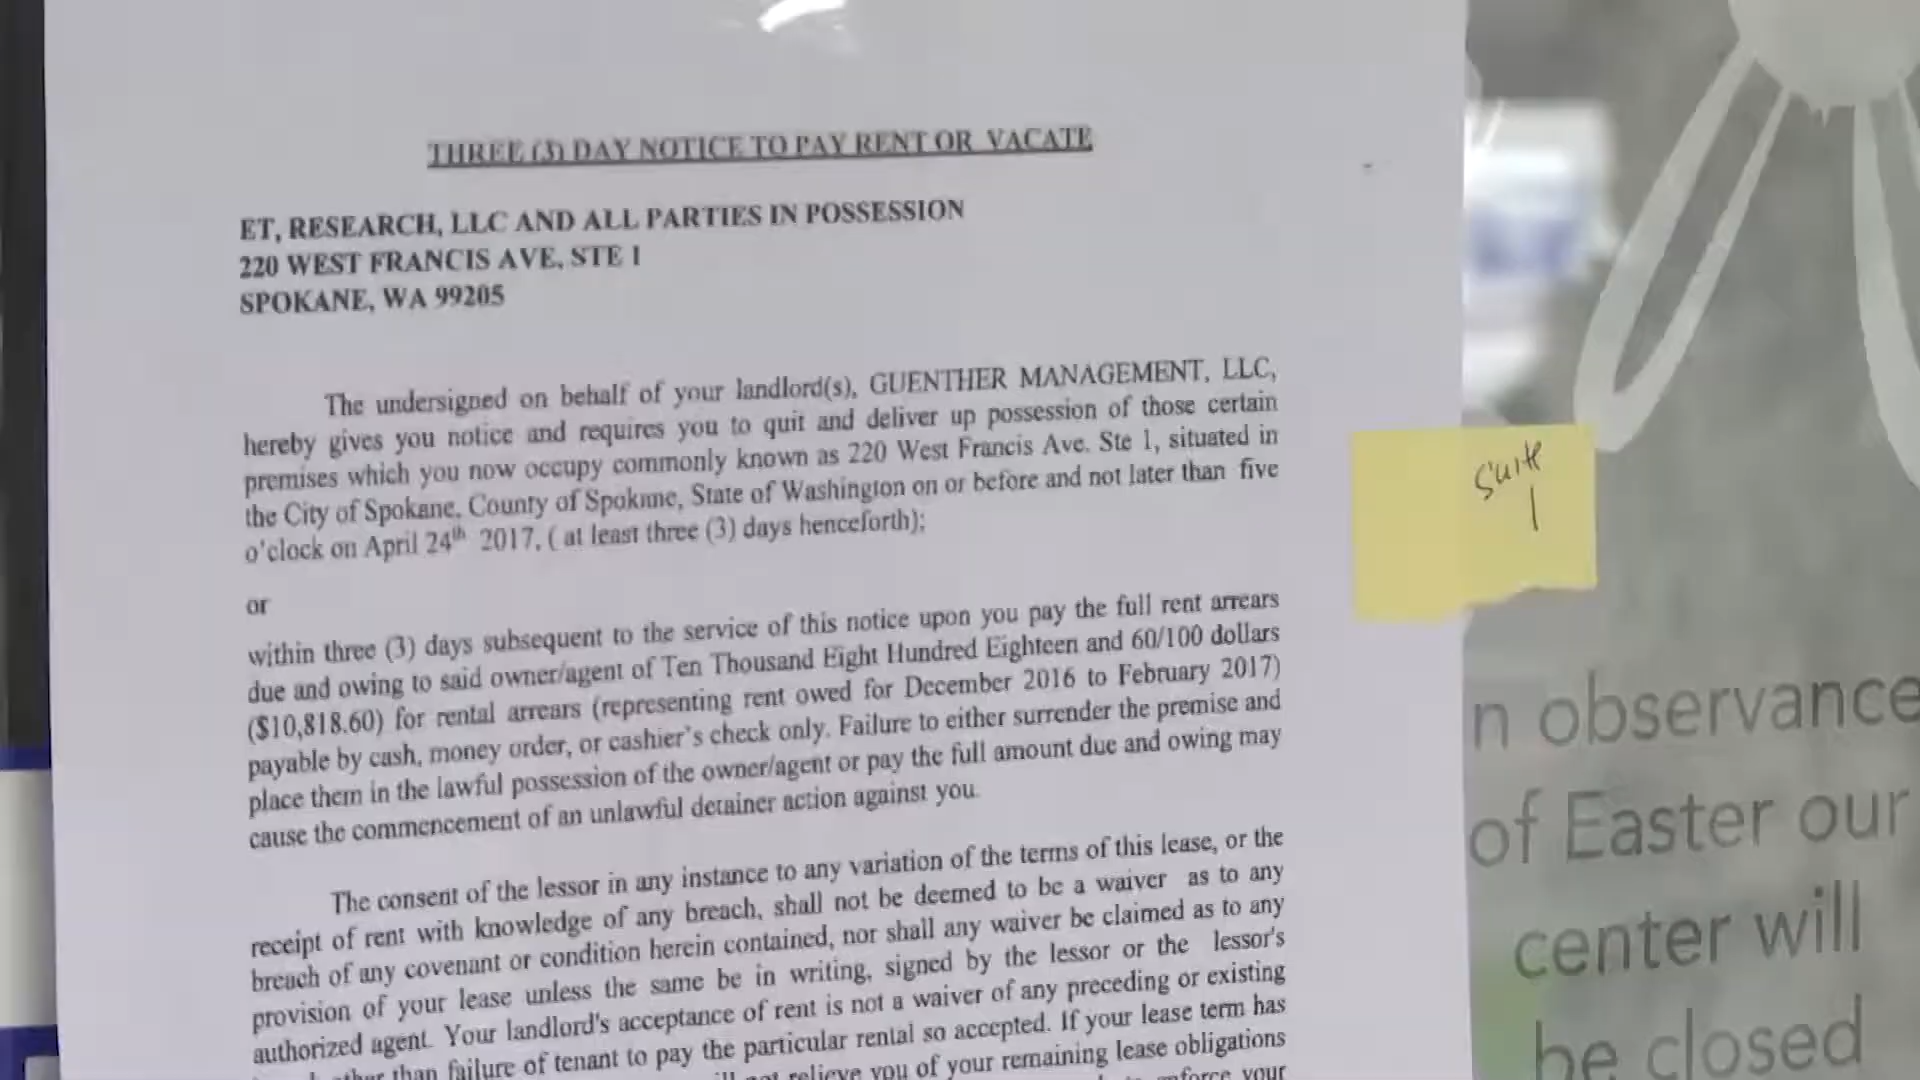 THREE (3) DAY NOTICE TO PAY RENT OR VACATE
ET, RESEARCH, LLC AND ALL PARTIES IN POSSESSION
220 WEST FRANCIS AVE, STE 1
SPOKANE, WA 99205
The undersigned on behalf of your landlord(s), GUENTHER MANAGEMENT, LLC,
hereby gives you notice and requires you to quit and deliver up possession of those certain
premises which you now occupy commonly known as 220 West Francis Ave. Ste 1, situated in
the City of Spokane, County of Spokane, State of Washington on or before and not later than five
o'clock on April 24th 2017, ( at least three (3) days henceforth);
or
within three (3) days subsequent to the service of this notice upon you pay the full rent arrears
due and owing to said owner/agent of Ten Thousand Eight Hundred Eighteen and 60/100 dollars
($10,818.60) for rental arrears (representing rent owed for December 2016 to February 2017)
payable by cash, money order, or cashier's check only. Failure to either surrender the premise and
place them in the lawful possession of the owner/agent or pay the full amount due and owing may
cause the commencement of an unlawful detainer action against you.
The consent of the lessor in any instance to any variation of the terms of this lease, or the
receipt of rent with knowledge of any breach, shall not be deemed to be a waiver as to any
breach of any covenant or condition herein contained, nor shall any waiver be claimed as to any
provision of your lease unless the same be in writing, signed by the lessor or the lessor's
authorized agent. Your landlord's acceptance of rent is not a waiver of any preceding or existing
than failure of tenant to pay the particular rental so accepted. If your lease term has
not relieve you of your remaining lease obligations
your
Suite
1
n observance
of Easter our
center will
be closed